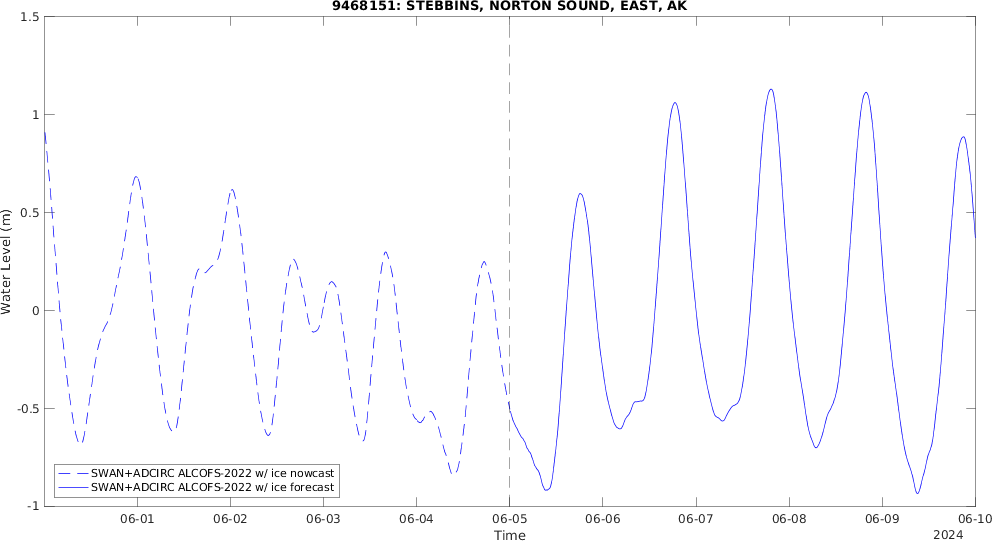 9468151: STEBBINS, NORTON SOUND, EAST, AK
1.5
1
0.5
0
-0.5
-1
Water Level (m)
SWAN+ADCIRC ALCOFS-2022 w/ ice nowcast
SWAN+ADCIRC ALCOFS-2022 w/ ice forecast
06-01 06-02 06-03 06-04 06-05 06-06 06-07 06-08 06-09 06-10
Time
2024